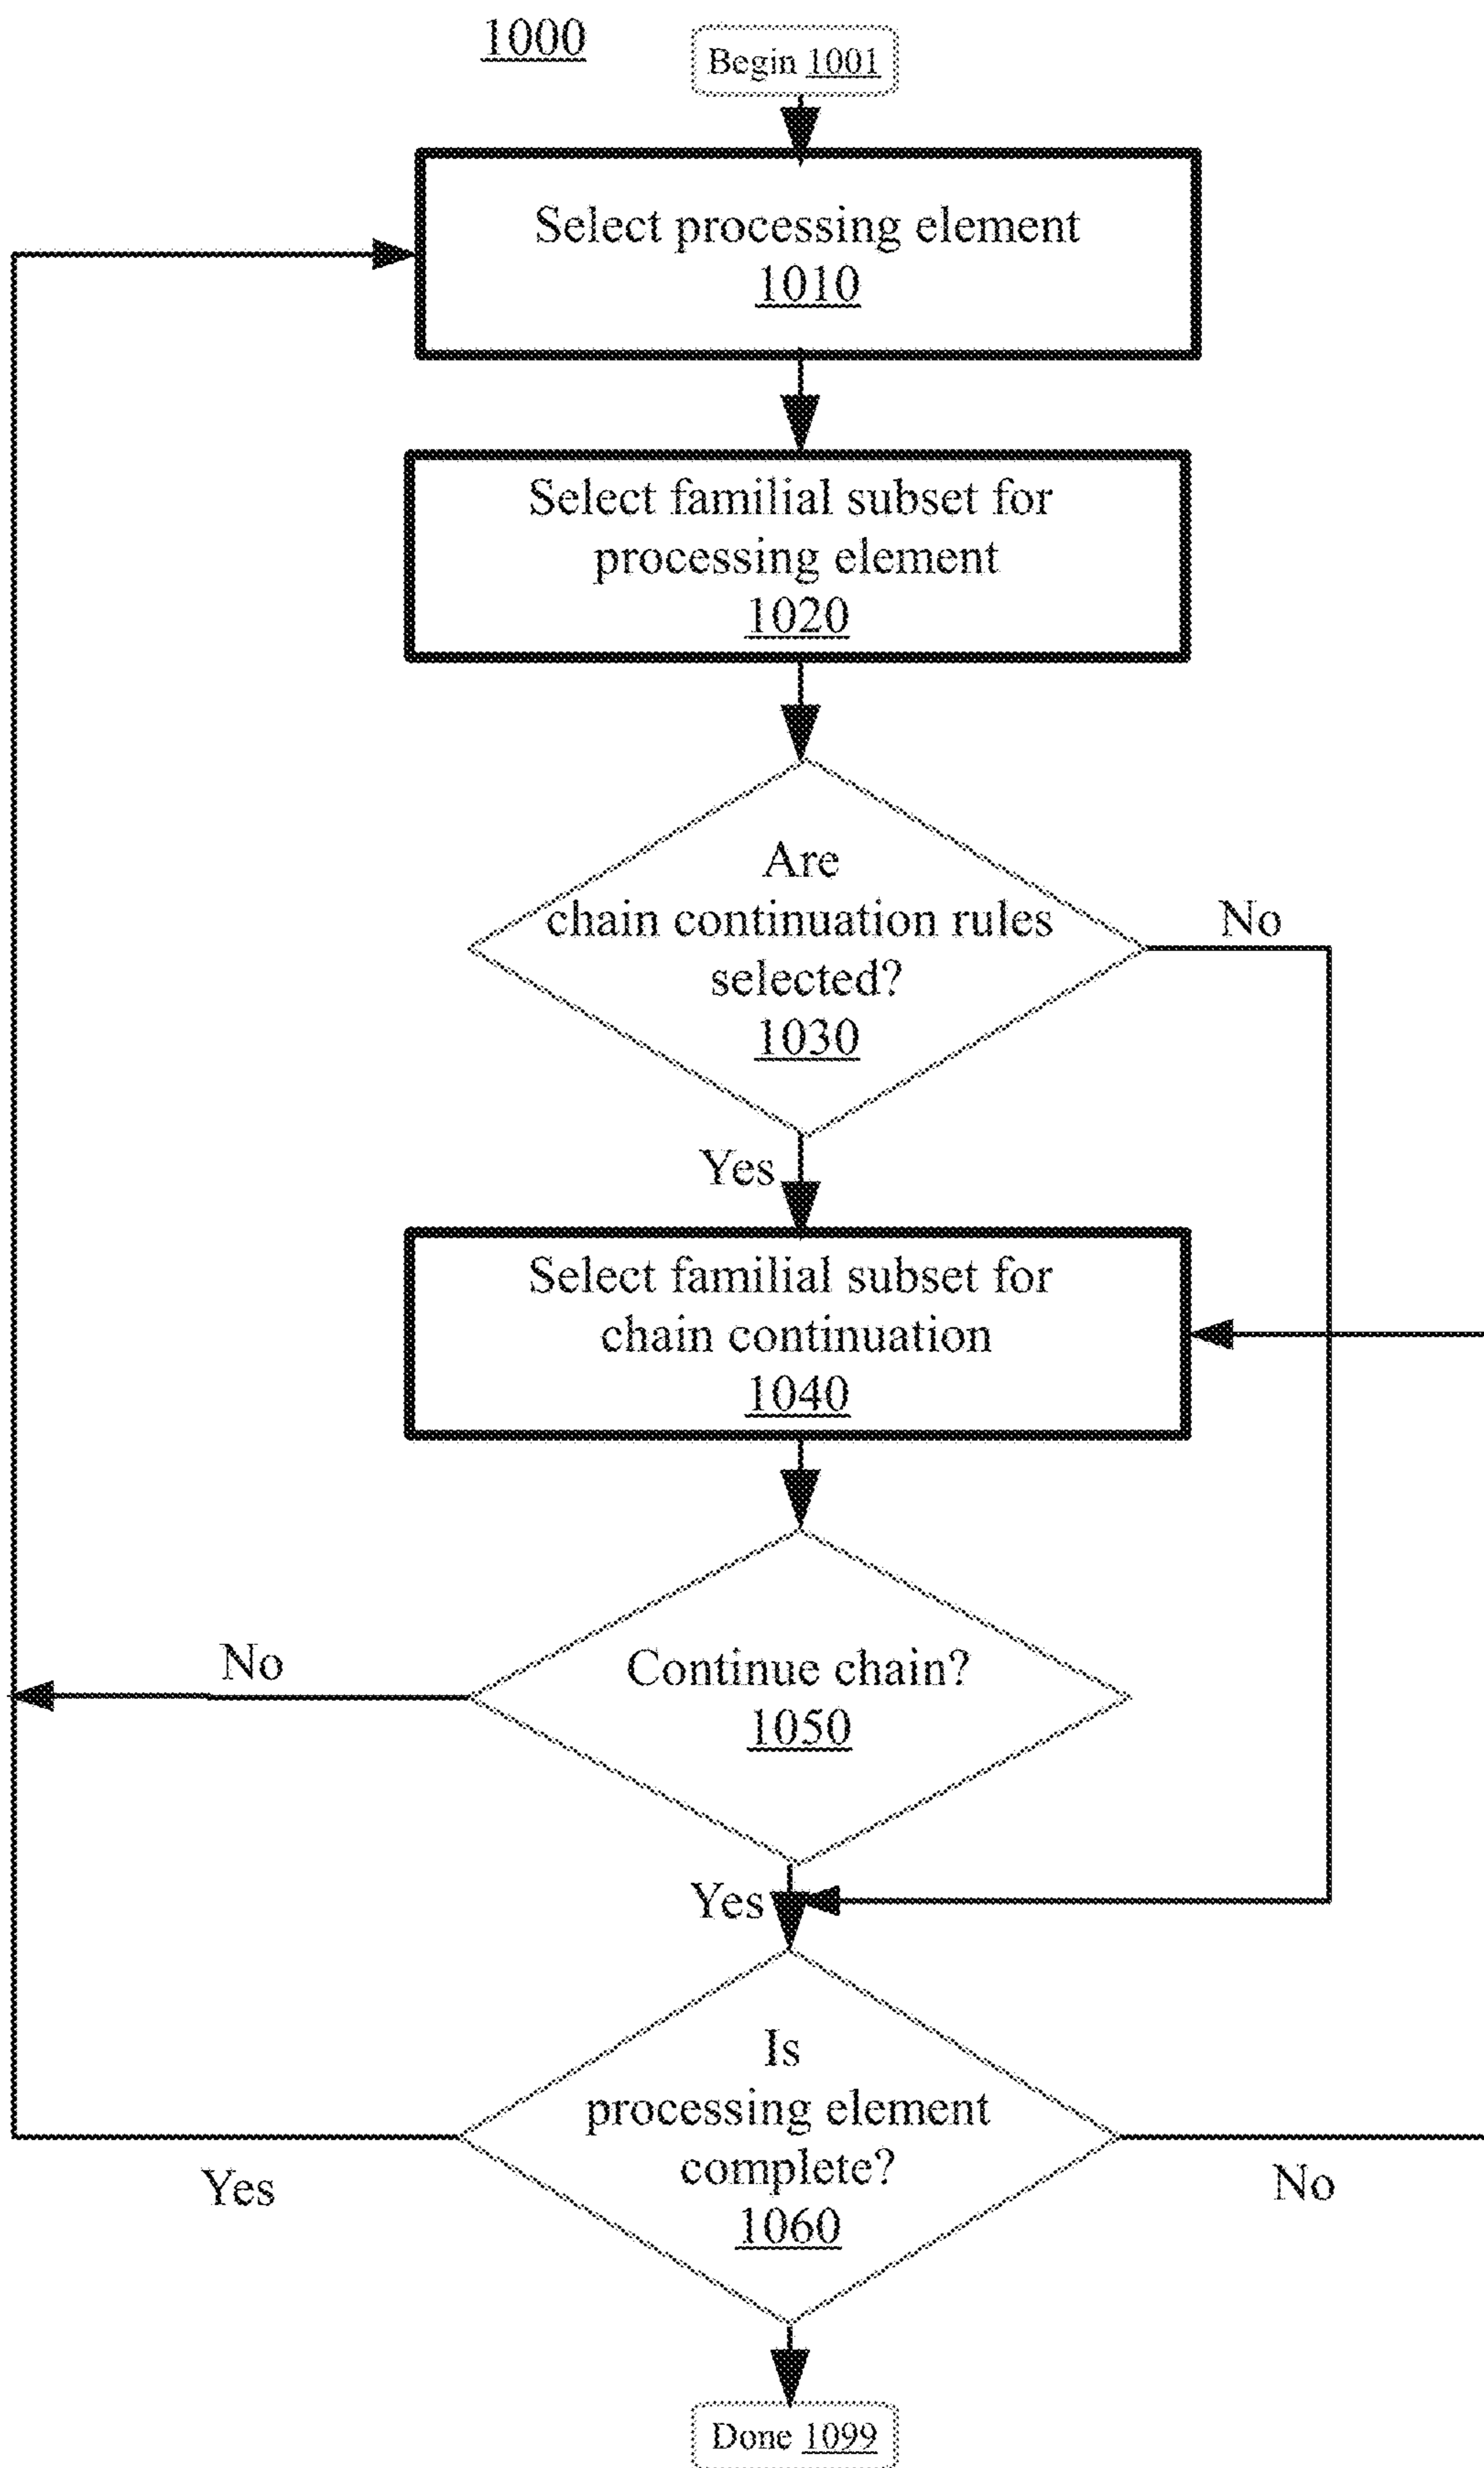 1000
Begin 1001
Select processing element
1010
Select familial subset for
processing element
1020
Are
chain continuation rules
selected?
1030
No
Yes
Select familial subset for
chain continuation
1040
Continue chain?
1050
No
Yes
Is
processing element
complete?
1060
Yes
No
Done 1099